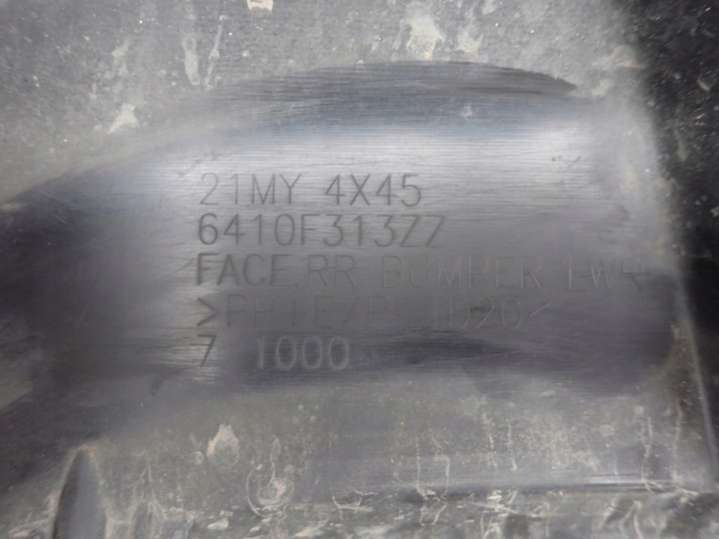 21MY 4X45
6410F313ZZ
FACE,RR BUMPER LWR
7 1000